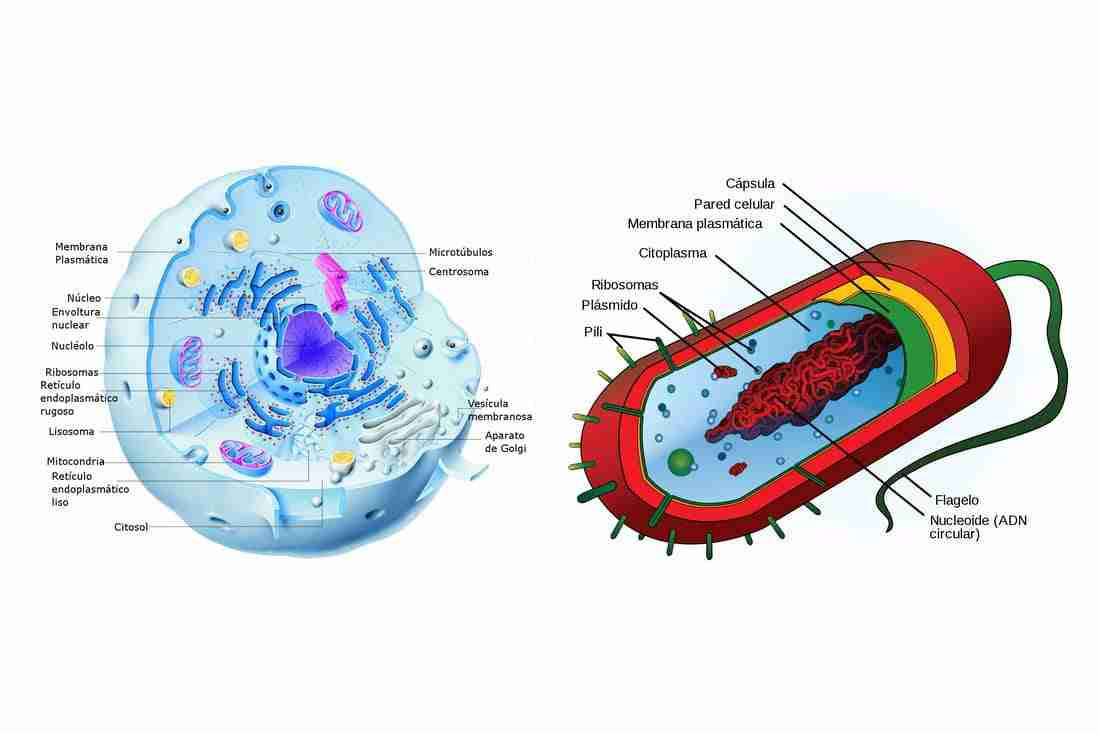 Membrana
Plasmática
Núcleo
Envoltura
nuclear
Nucléolo
Ribosomas
Retículo
endoplasmático
rugoso
Lisosoma
Mitocondria
Retículo
endoplasmático
liso
Citosol
Microtúbulos
Centrosoma
Vesícula
membranosa
Aparato
de Golgi
Cápsula
Pared celular
Membrana plasmática
Citoplasma
Ribosomas
Plásmido
Pili
Flagelo
Nucleoide (ADN
circular)